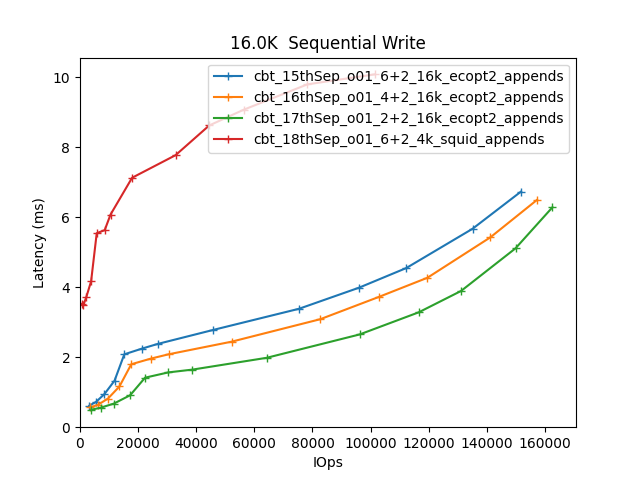 16.0K  Sequential Write
cbt_15thSep_o01_6+2_16k_ecopt2_appends
cbt_16thSep_o01_4+2_16k_ecopt2_appends
cbt_17thSep_o01_2+2_16k_ecopt2_appends
cbt_18thSep_o01_6+2_4k_squid_appends
Latency (ms)
10
8
6
4
2
0
0 20000 40000 60000 80000 100000 120000 140000 160000
IOps